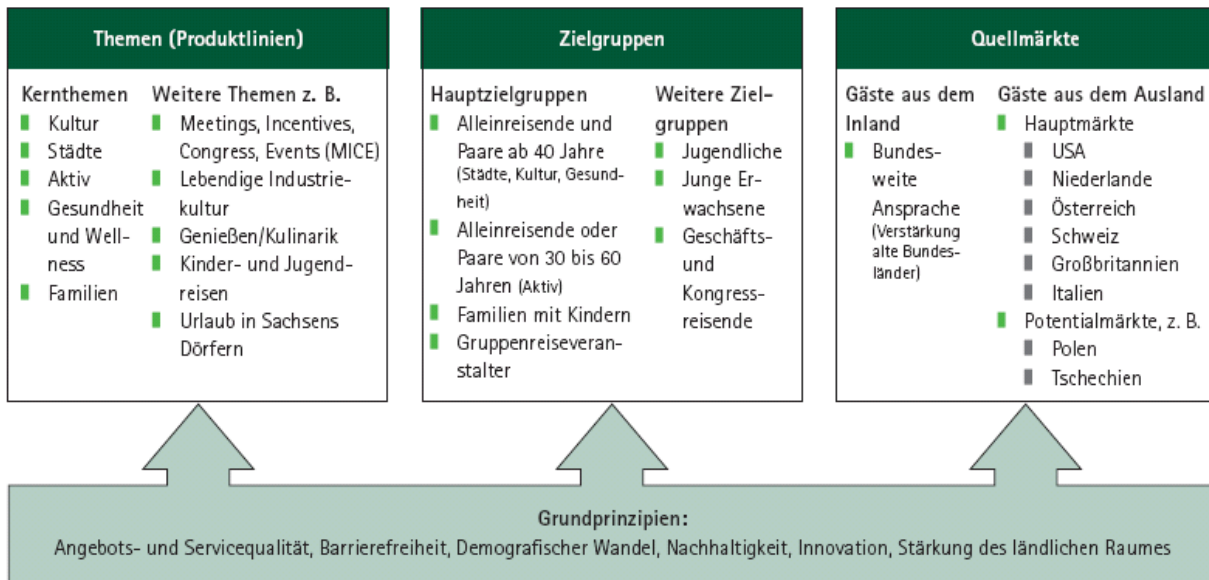 Themen (Produktlinien)
Kernthemen
Kultur
Städte
Aktiv
Gesundheit
und Well-
ness
Familien
Weitere Themen z. B.
Meetings, Incentives,
Congress, Events (MICE)
Lebendige Industrie-
kultur
Genießen/Kulinarik
Kinder- und Jugend-
reisen
Urlaub in Sachsens
Dörfern
Zielgruppen
Hauptzielgruppen
Alleinreisende und
Paare ab 40 Jahre
(Städte, Kultur, Gesund-
heit)
Alleinreisende oder
Paare von 30 bis 60
Jahren (Aktiv)
Familien mit Kindern
Gruppenreiseveran-
stalter
Weitere Ziel-
gruppen
Jugendliche
Junge Er-
wachsene
Geschäfts-
und
Kongress-
reisende
Quellmärkte
Gäste aus dem
Inland
Bundes-
weite
Ansprache
(Verstärkung
alte Bundes-
länder)
Gäste aus dem Ausland
Hauptmärkte
USA
Niederlande
Österreich
Schweiz
Großbritannien
Italien
Potentialmärkte, z. B.
Polen
Tschechien
Grundprinzipien:
Angebots- und Servicequalität, Barrierefreiheit, Demografischer Wandel, Nachhaltigkeit, Innovation, Stärkung des ländlichen Raumes